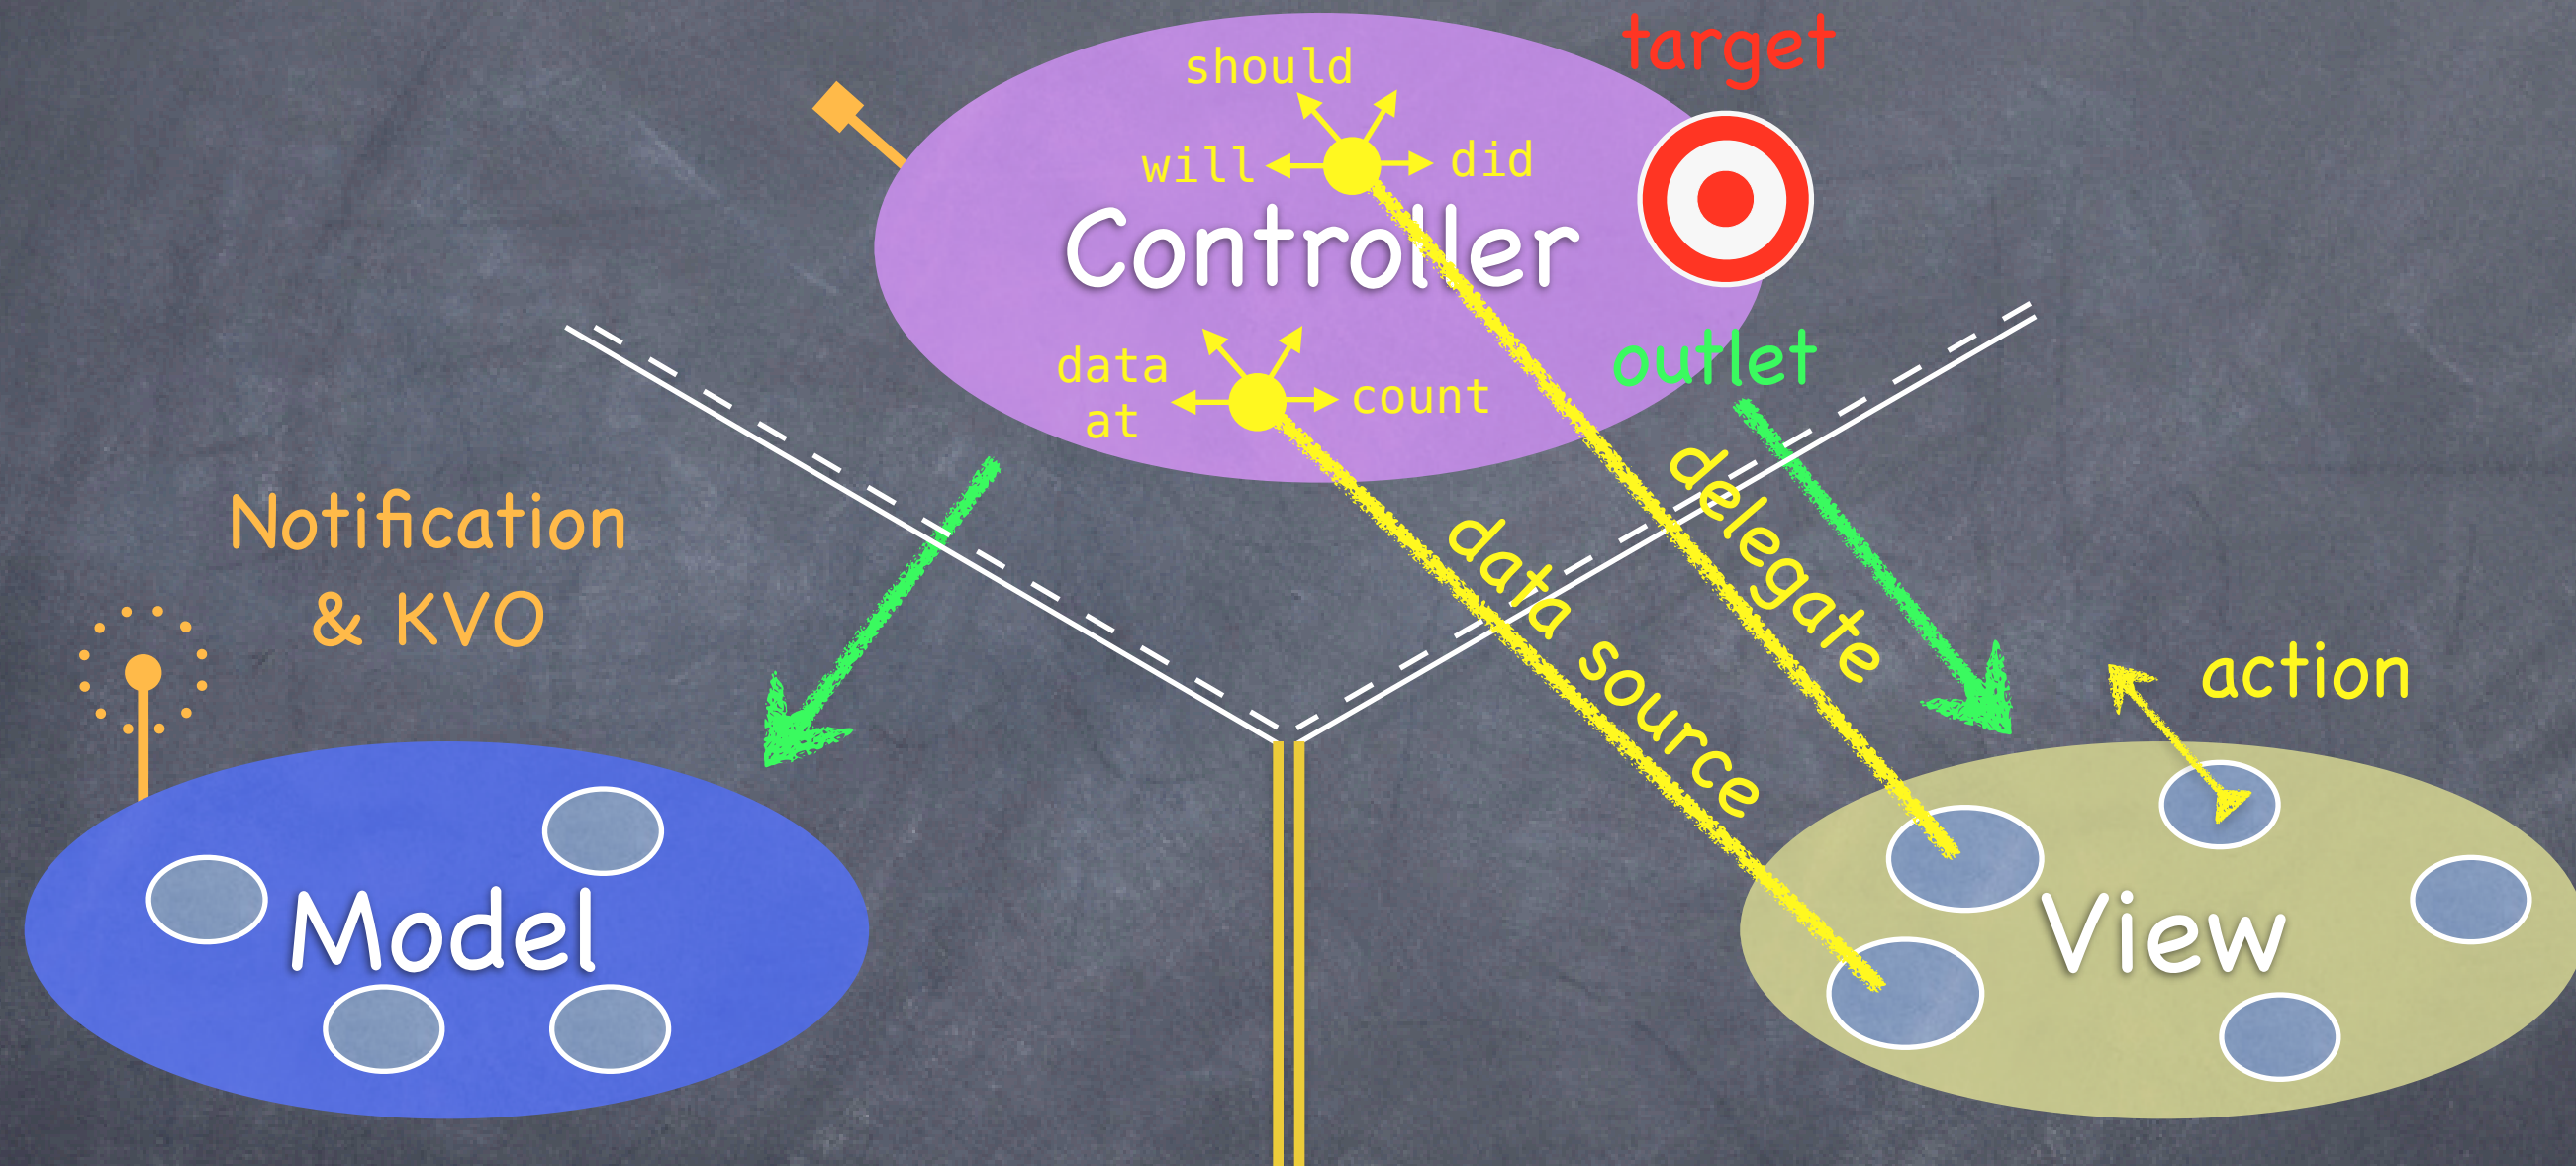 target
should
will
did
Controller
outlet
data
at
count
delegate
data source
Notification
& KVO
action
Model
View